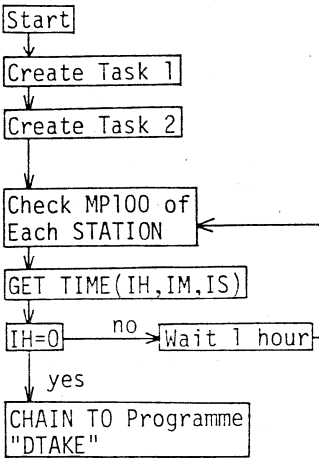 Start
Create Task 1
Create Task 2
Check MP100 of
Each STATION
GET TIME(IH,IM,IS)
IH=0
no
Wait 1 hour
yes
CHAIN TO Programme
"DTAKE"